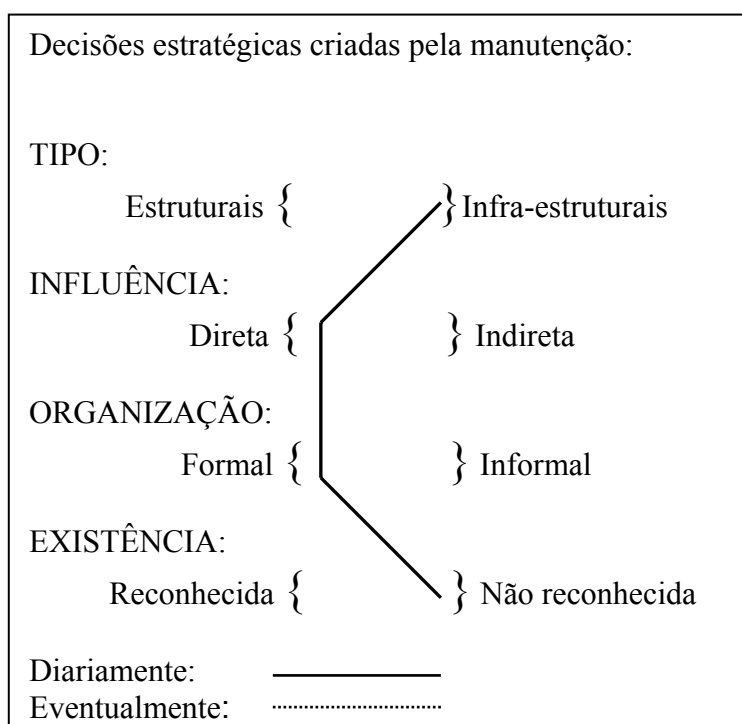 Decisões estratégicas criadas pela manutenção:
TIPO:
Estruturais { } Infra-estruturais
INFLUÊNCIA:
Direta { } Indireta
ORGANIZAÇÃO:
Formal { } Informal
EXISTÊNCIA:
Reconhecida { } Não reconhecida
Diariamente:
Eventualmente: